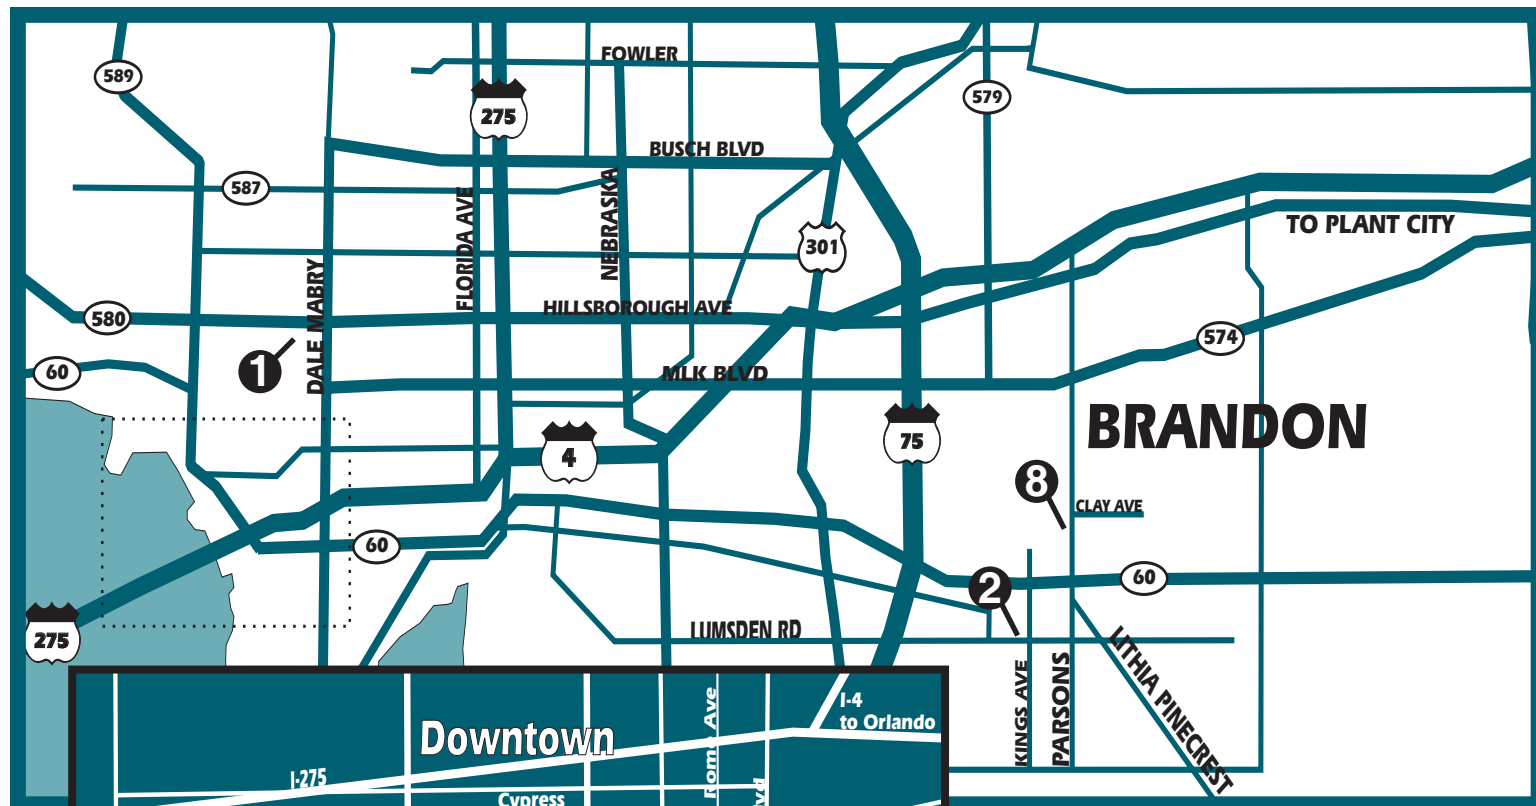 FOWLER
589
275
579
BUSCH BLVD
587
FLORIDA AVE
NEBRASKA
301
TO PLANT CITY
DALE MABRY
HILLSBOROUGH AVE
580
574
1
60
MLK BLVD
BRANDON
75
4
8
CLAY AVE
60
2
60
275
LUMSDEN RD
LITHIA PINECREST
KINGS AVE
PARSONS
Downtown
Rome Ave
I-4
to Orlando
I-275
Cypress